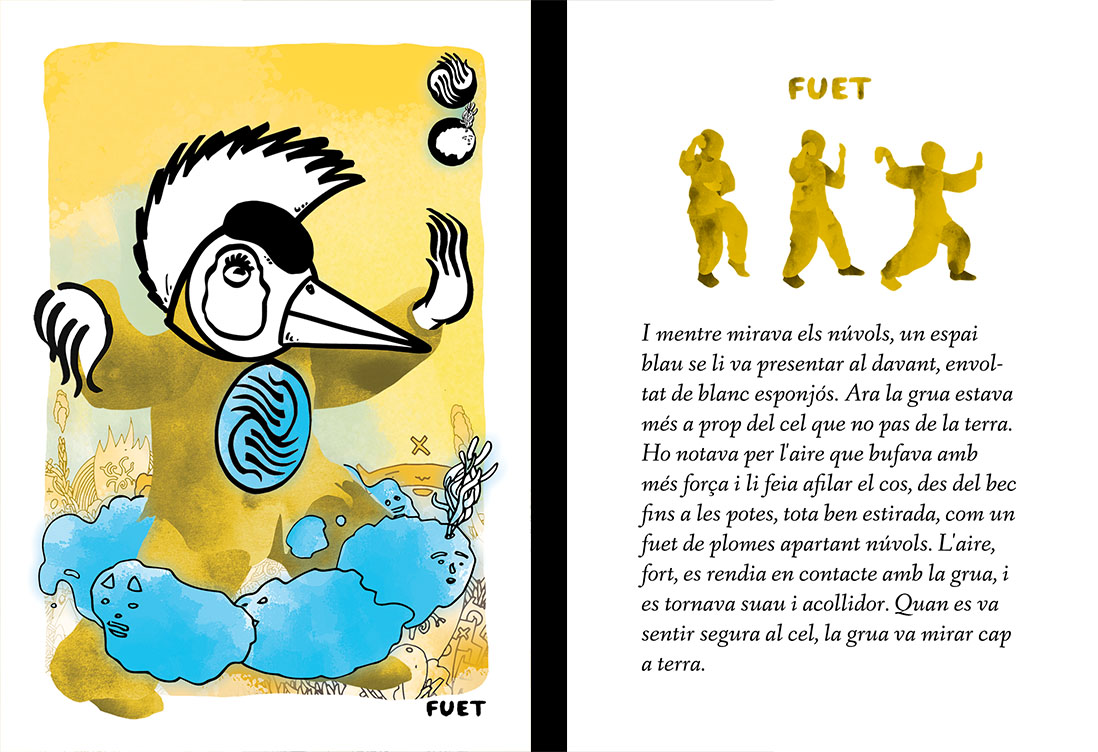 FUET
FUET
I mentre mirava els núvols, un espai
blau se li va presentar al davant, envol-
tat de blanc esponjós. Ara la grua estava
més a prop del cel que no pas de la terra.
Ho notava per l'aire que bufava amb
més força i li feia afilar el cos, des del bec
fins a les potes, tota ben estirada, com un
fuet de plomes apartant núvols. L'aire,
fort, es rendia en contacte amb la grua, i
es tornava suau i acollidor. Quan es va
sentir segura al cel, la grua va mirar cap
a terra.